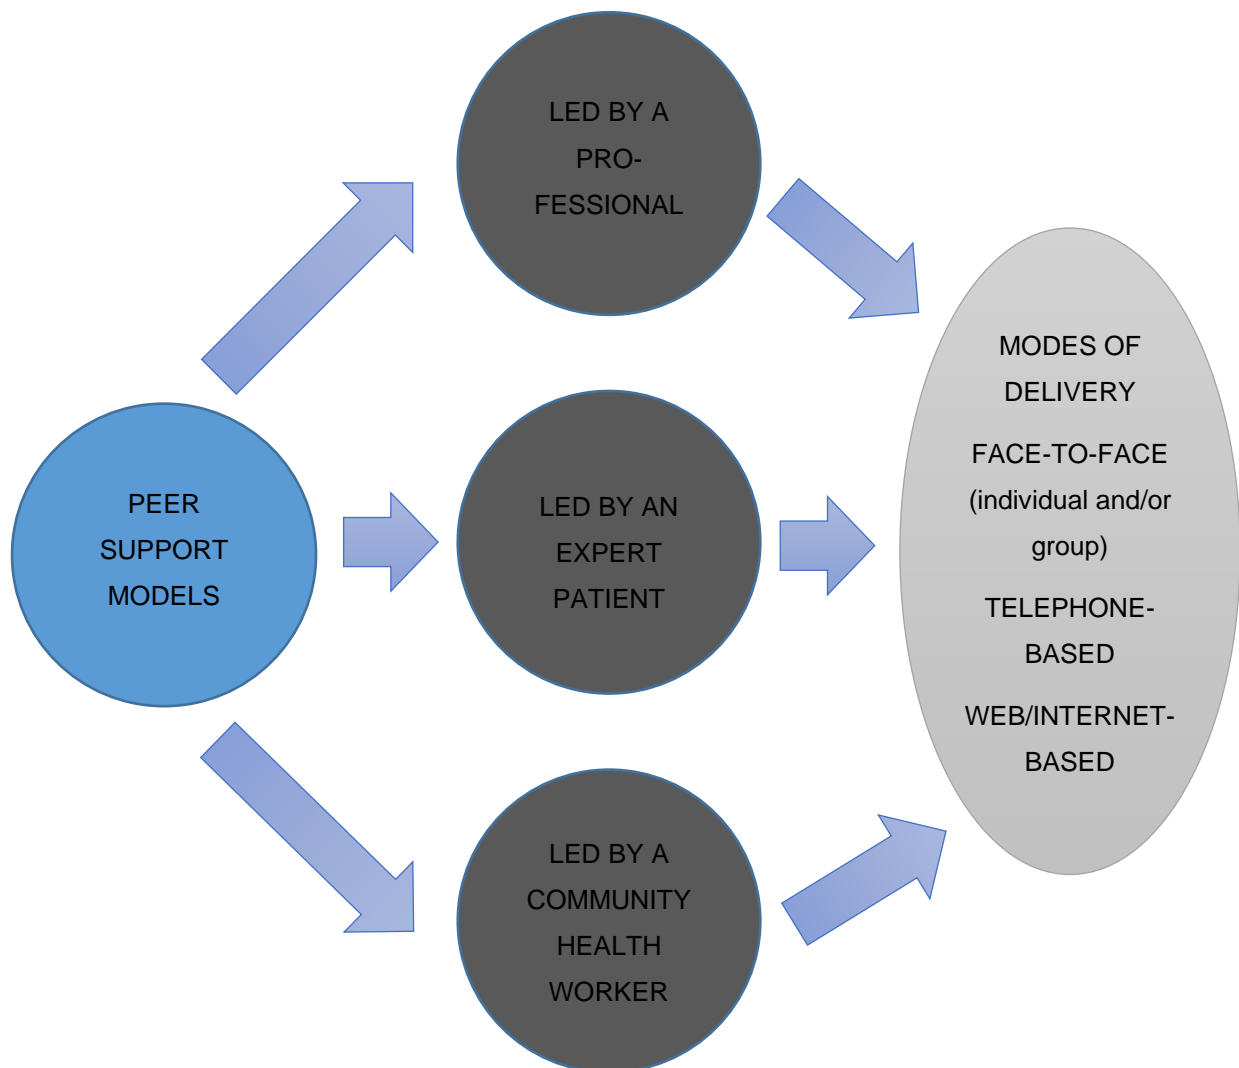 PEER
SUPPORT
MODELS
LED BY A
PRO-
FESSIONAL
LED BY AN
EXPERT
PATIENT
LED BY A
COMMUNITY
HEALTH
WORKER
MODES OF
DELIVERY
FACE-TO-FACE
(individual and/or
group)
TELEPHONE-
BASED
WEB/INTERNET-
BASED